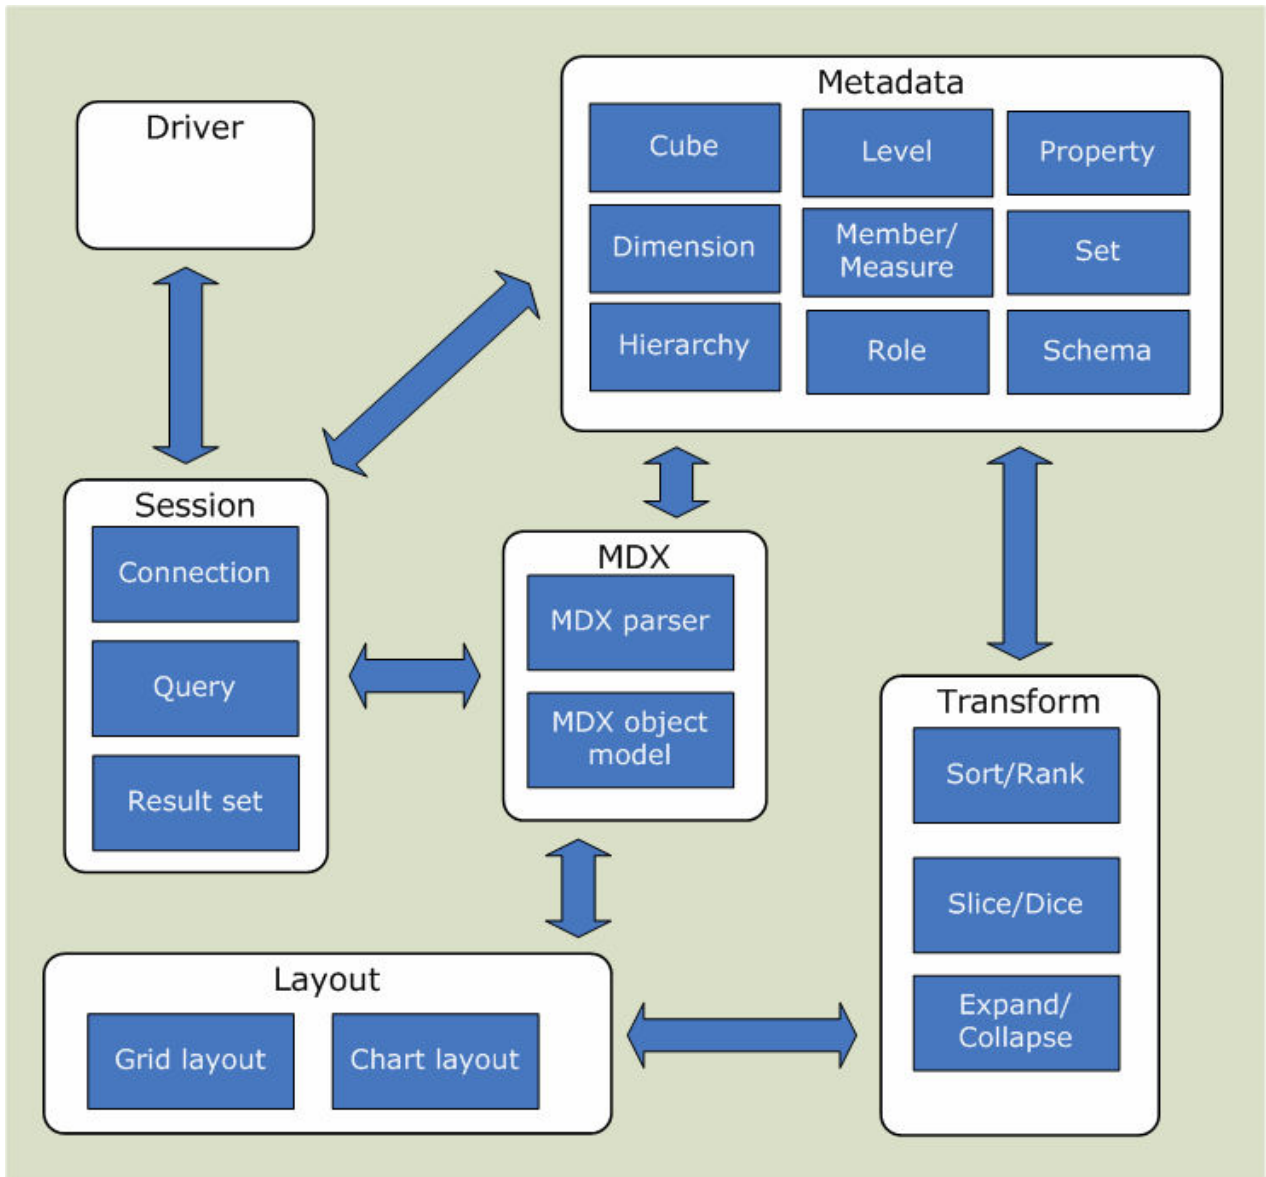 Driver
Metadata
Cube
Level
Property
Dimension
Member/
Measure
Set
Hierarchy
Role
Schema
Session
Connection
Query
Result set
MDX
MDX parser
MDX object
model
Transform
Sort/Rank
Slice/Dice
Expand/
Collapse
Layout
Grid layout
Chart layout